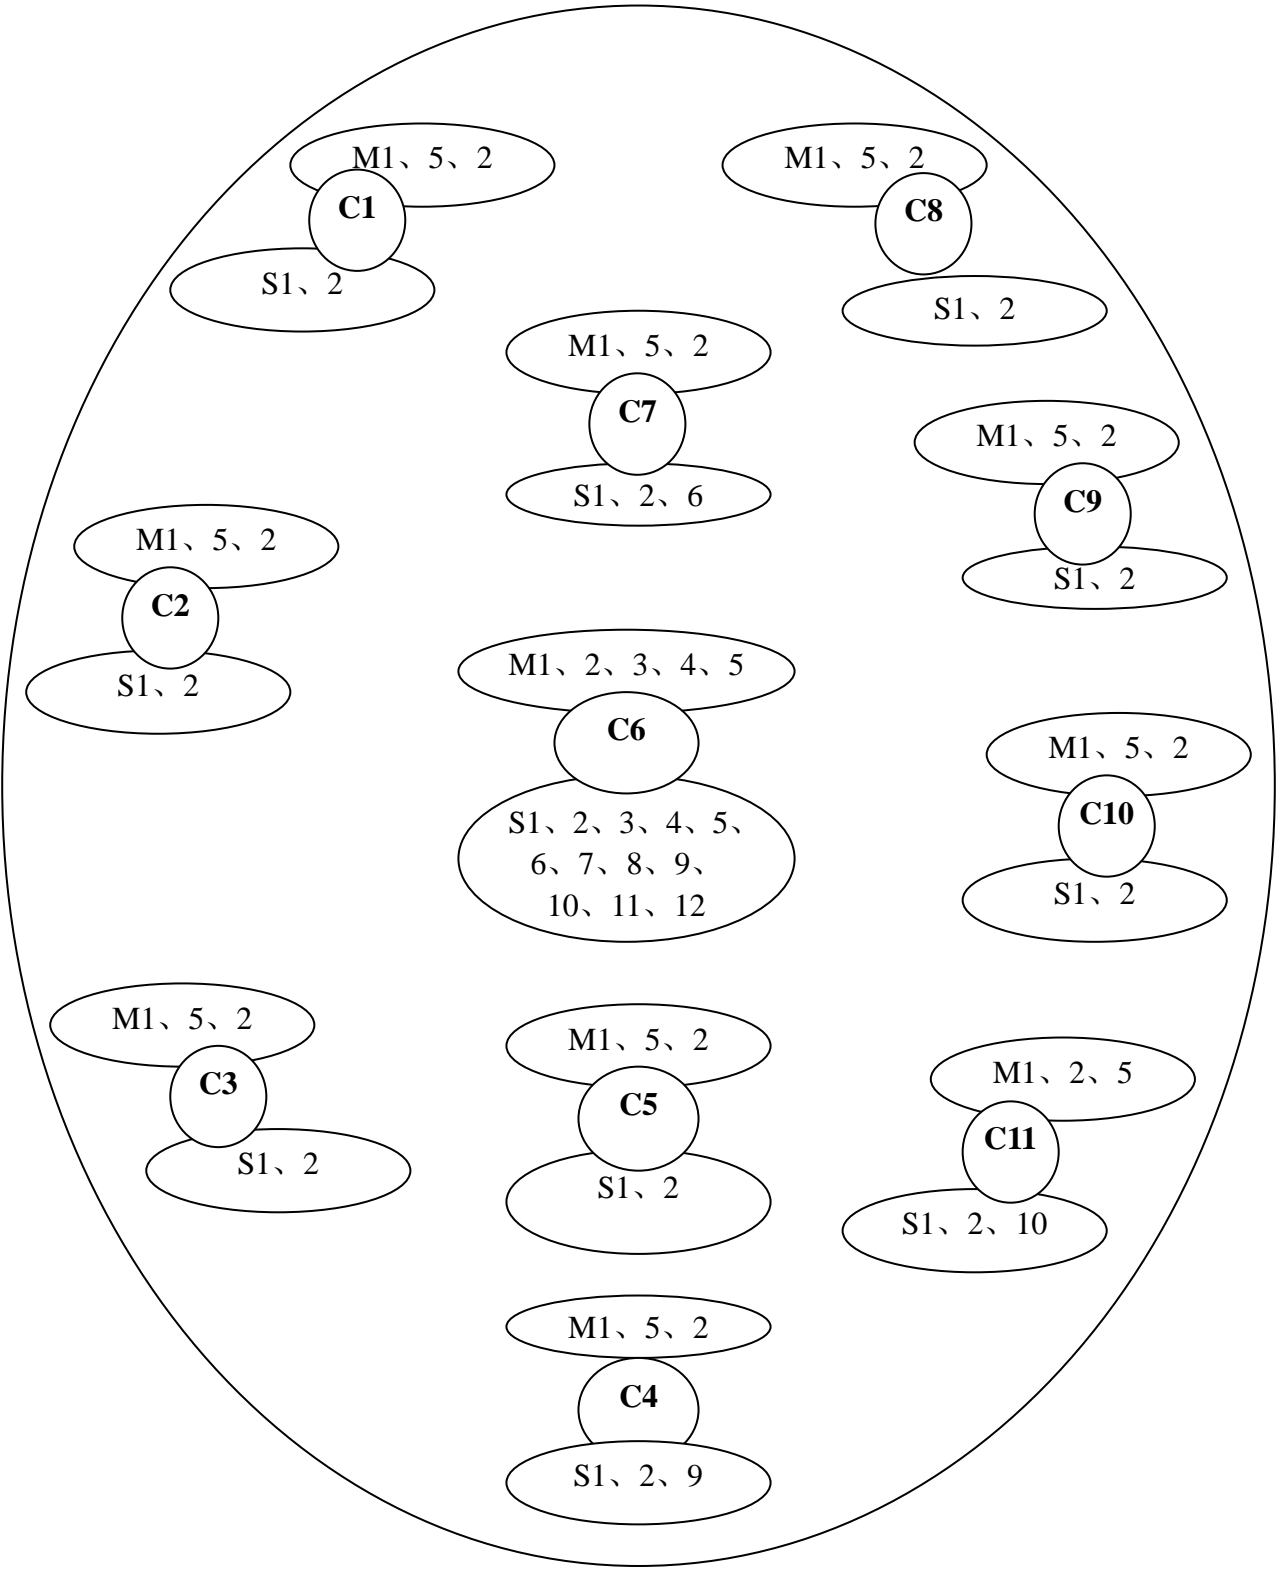 M1、5、2
C1
S1、2
M1、5、2
C8
S1、2
M1、5、2
C7
S1、2、6
M1、5、2
C9
S1、2
M1、5、2
C2
S1、2
M1、2、3、4、5
C6
S1、2、3、4、5、
6、7、8、9、
10、11、12
M1、5、2
C10
S1、2
M1、5、2
C3
S1、2
M1、5、2
C5
S1、2
M1、2、5
C11
S1、2、10
M1、5、2
C4
S1、2、9